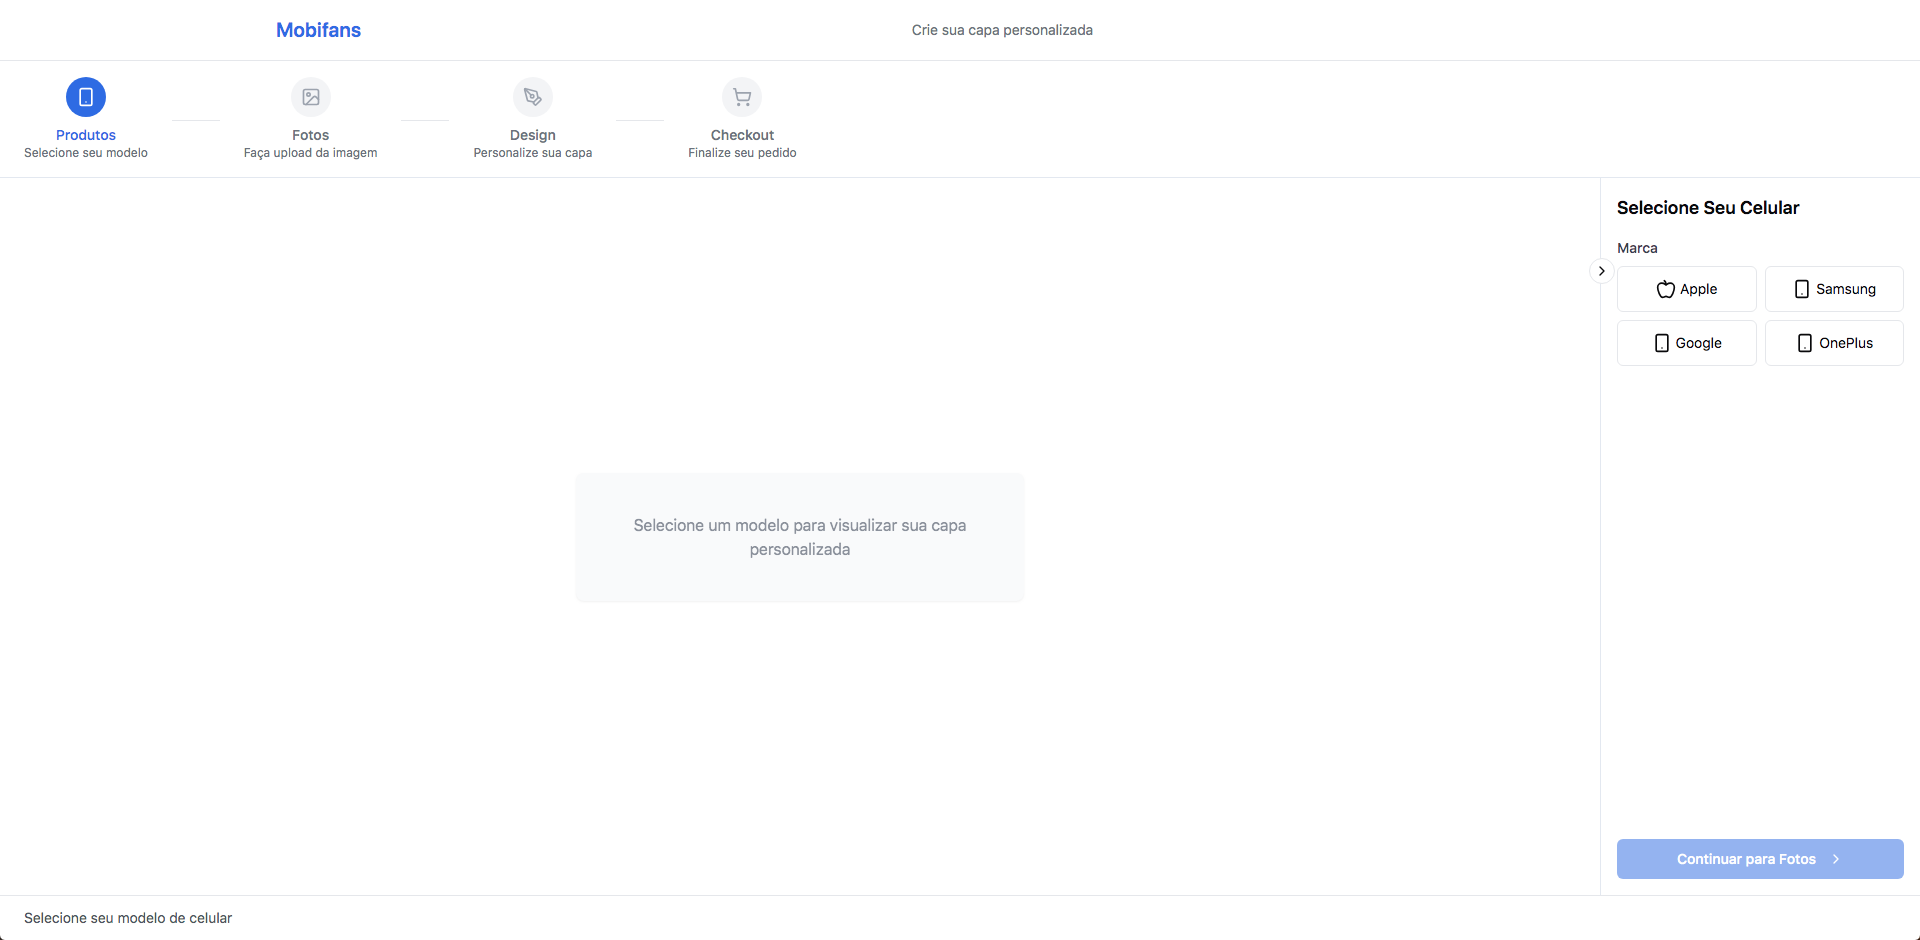 Mobifans
Crie sua capa personalizada
Produtos
Selecione seu modelo
Fotos
Faça upload da imagem
Design
Personalize sua capa
Checkout
Finalize seu pedido
Selecione um modelo para visualizar sua capa
personalizada
Selecione Seu Celular
Marca
Apple
Samsung
Google
OnePlus
Continuar para Fotos
Selecione seu modelo de celular